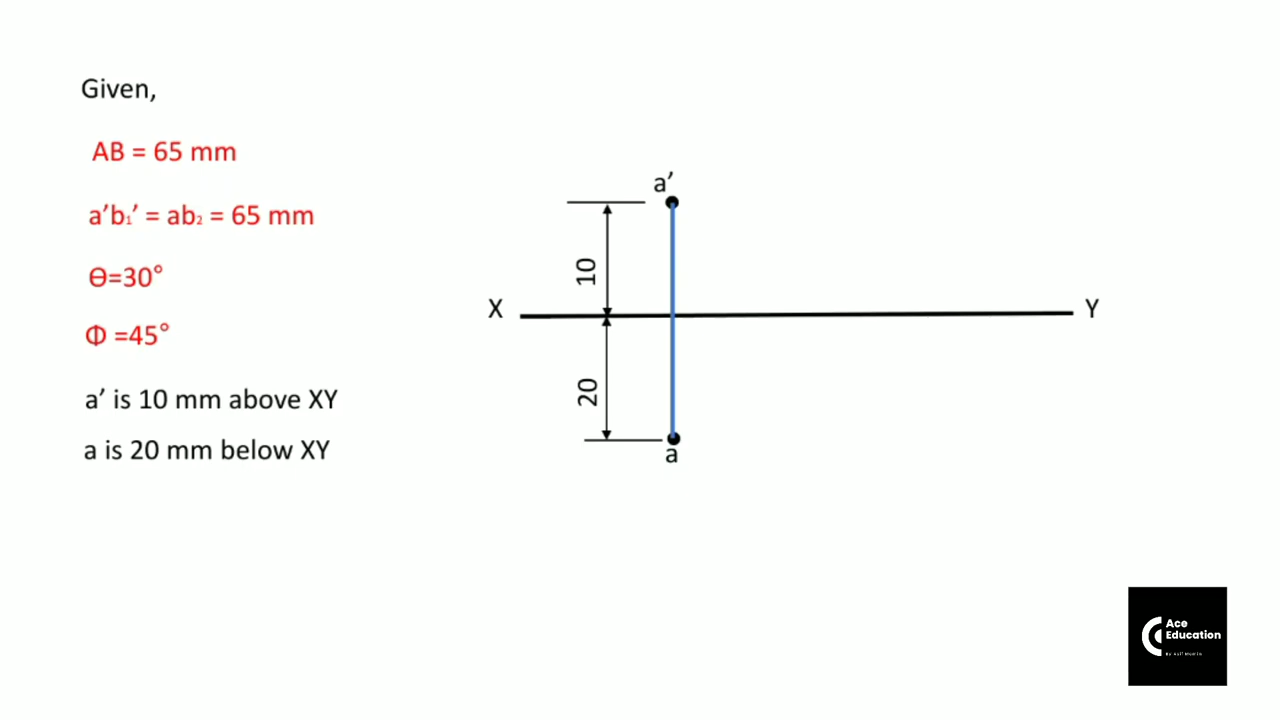 Given,
AB = 65 mm
a’b₁’ = ab₂ = 65 mm
Ɵ=30°
Φ =45°
a’ is 10 mm above XY
a is 20 mm below XY
a’
10
X
Y
20
a
Ace
Education